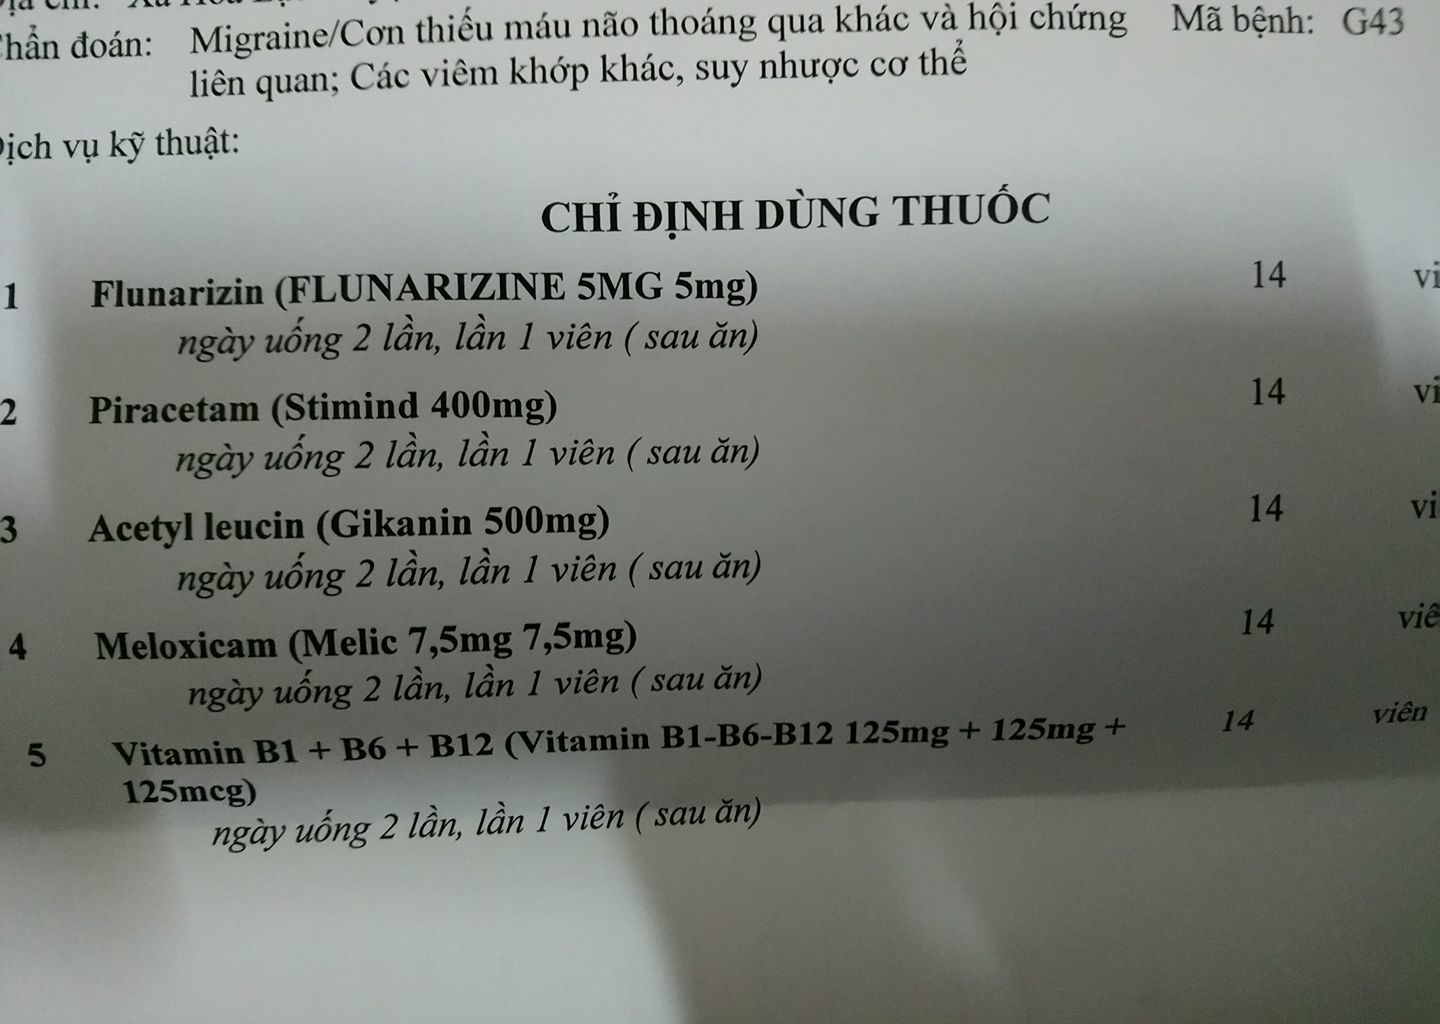 Chẩn đoán: Migraine/Cơn thiếu máu não thoáng qua khác và hội chứng Mã bệnh: G43
liên quan; Các viêm khớp khác, suy nhược cơ thể
Dịch vụ kỹ thuật:
CHỈ ĐỊNH DÙNG THUỐC
1 Flunarizin (FLUNARIZINE 5MG 5mg) 14 vi
ngày uống 2 lần, lần 1 viên ( sau ăn)
2 Piracetam (Stimind 400mg) 14 vi
ngày uống 2 lần, lần 1 viên ( sau ăn)
3 Acetyl leucin (Gikanin 500mg) 14 vi
ngày uống 2 lần, lần 1 viên ( sau ăn)
4 Meloxicam (Melic 7,5mg 7,5mg) 14 viê
ngày uống 2 lần, lần 1 viên ( sau ăn)
5 Vitamin B1 + B6 + B12 (Vitamin B1-B6-B12 125mg + 125mg + 14 viên
125mcg)
ngày uống 2 lần, lần 1 viên ( sau ăn)